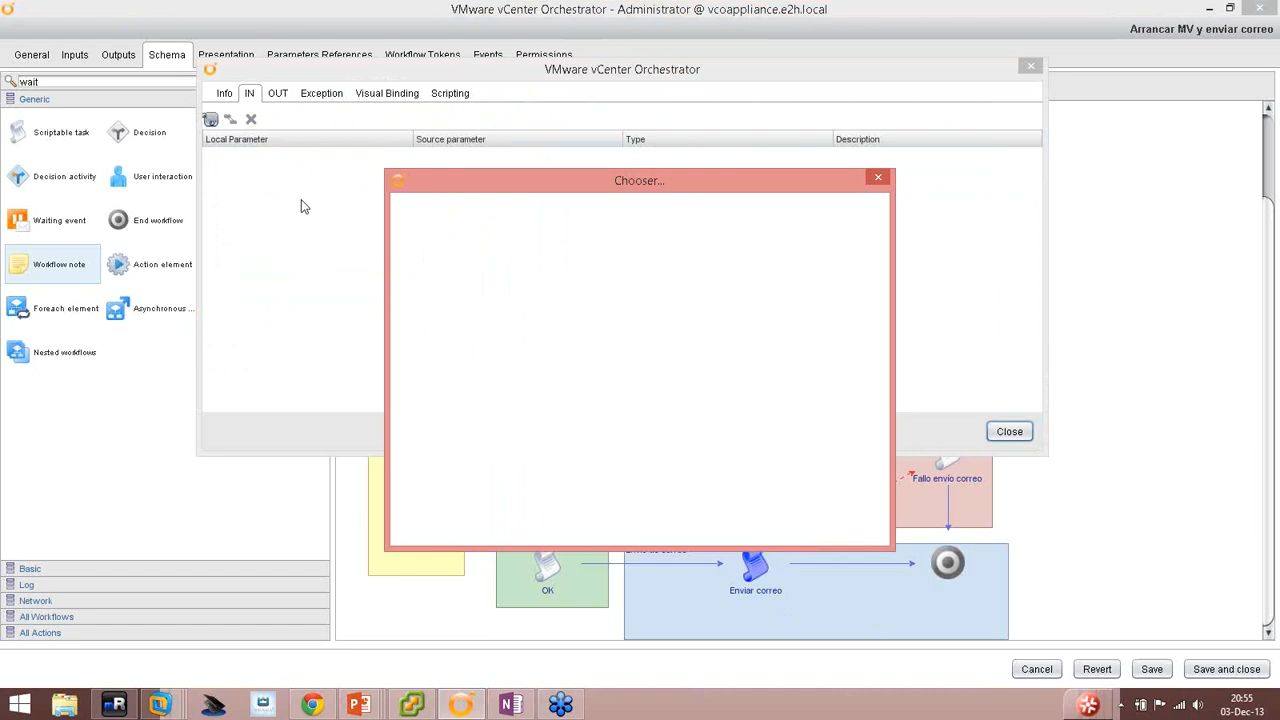 VMware vCenter Orchestrator - Administrator @ vcoappliance.e2h.local
Arrancar MV y enviar correo
General Inputs Outputs Schema Presentation Parameters References Workflow Tokens Events Permissions
wait
Generic
Scriptable task
Decision
Decision activity
User interaction
Waiting event
End workflow
Workflow note
Action element
Foreach element
Asynchronous ...
Nested workflows
Basic
Log
Network
All Workflows
All Actions
VMware vCenter Orchestrator
Info IN OUT Exception Visual Binding Scripting
Local Parameter Source parameter Type Description
Chooser...
Close
Fallo envío correo
OK
Enviar correo
Cancel Revert Save Save and close
20:55
03-Dec-13